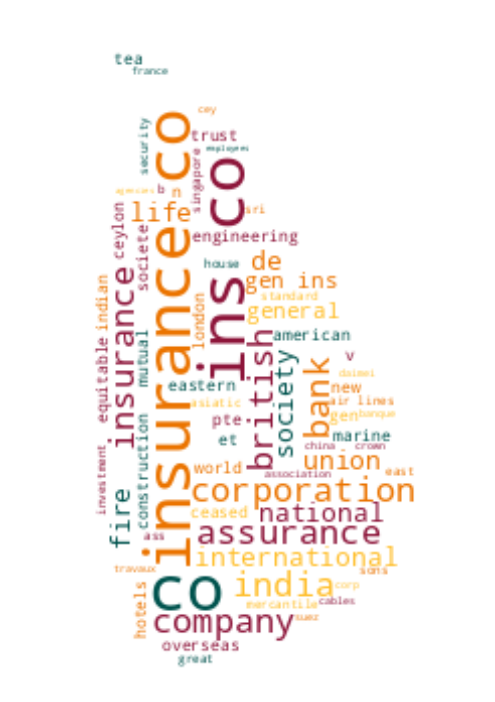 tea
france
cey
insurance co
security
trust
employees
ins co
singapore
agencies
b
n
life
sri
ceylon
societe
engineering
house
de
gen ins
indian
insurance
london
standard
general
equitable
mutual
british
society
american
v
eastern
bank
daimei
new
asiatic
air lines
pte
gen
banque
construction
et
marine
china
crown
investment
fire
world
association
union
east
corporation
ceased
national
ass
assurance
international
travaux
sons
co
india
corp
hotels
mercantile
cables
company
suez
overseas
great